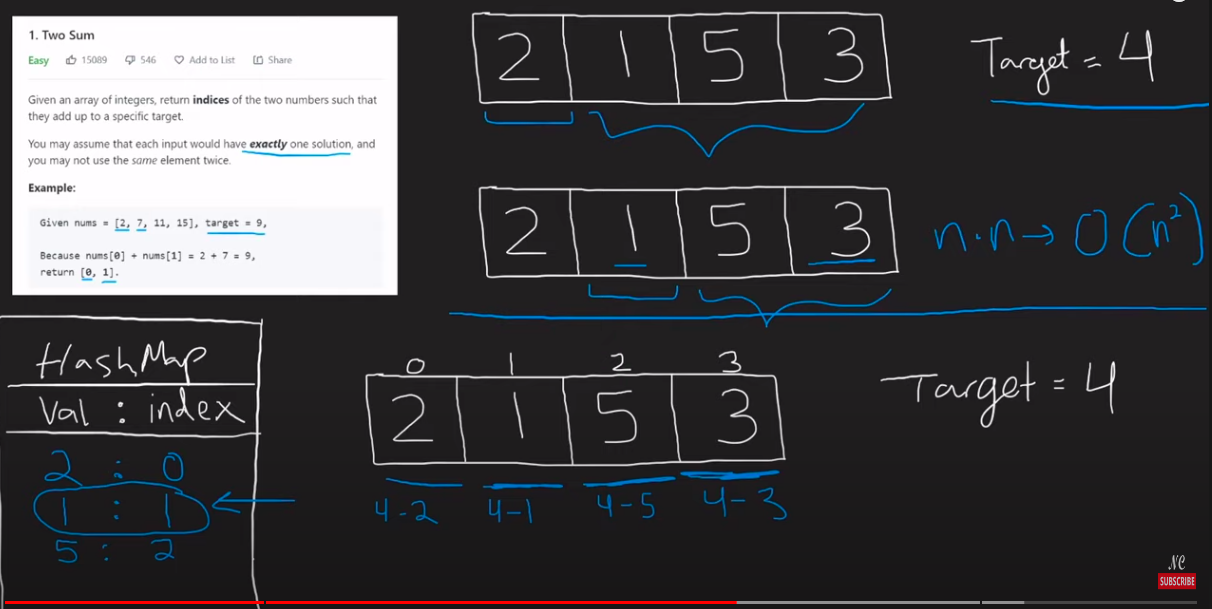 1. Two Sum
Easy 15089 546 Add to List Share
Given an array of integers, return indices of the two numbers such that
they add up to a specific target.
You may assume that each input would have exactly one solution, and
you may not use the same element twice.
Example:
Given nums = [2, 7, 11, 15], target = 9,
Because nums[0] + nums[1] = 2 + 7 = 9,
return [0, 1].
2 1 5 3
Target = 4
2 1 5 3
n·n→ O(n²)
HashMap
Val : index
2 : 0
1 : 1
5 : 2
0 1 2 3
2 1 5 3
4-2 4-1 4-5 4-3
Target = 4
NC
SUBSCRIBE